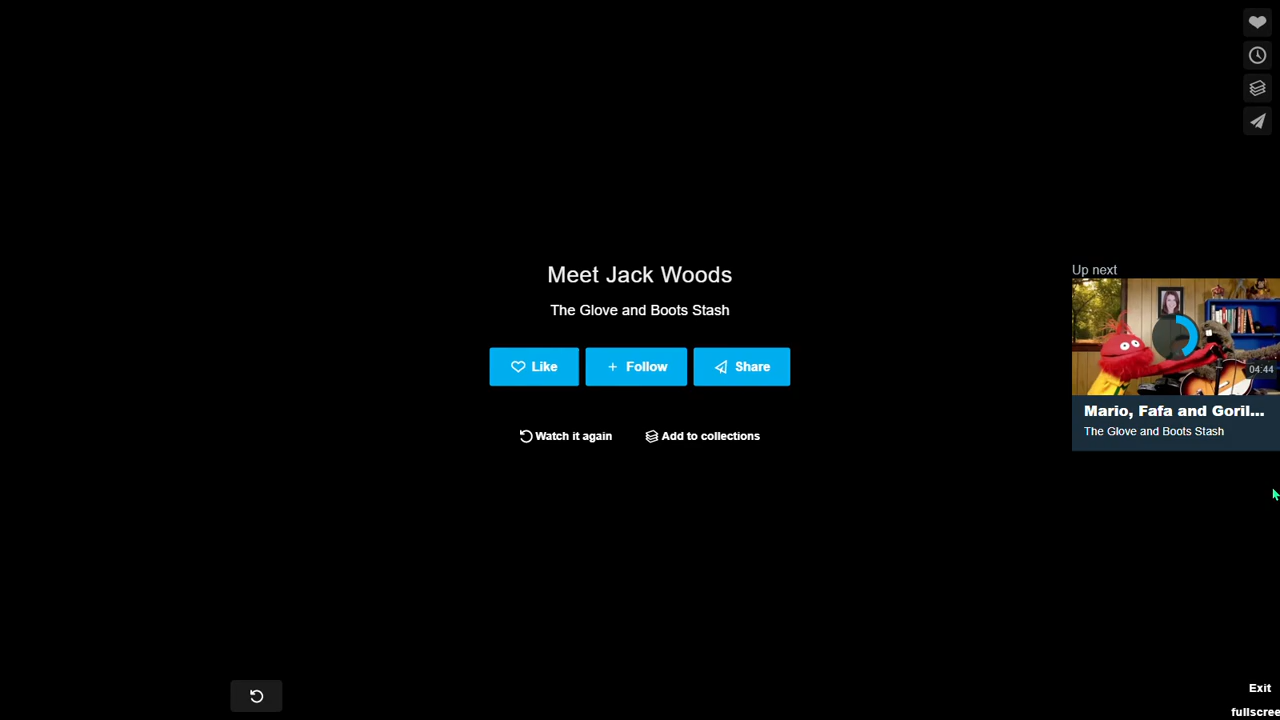 Meet Jack Woods
The Glove and Boots Stash
Like
Follow
Share
Watch it again
Add to collections
Up next
04:44
Mario, Fafa and Goril...
The Glove and Boots Stash
Exit
fullscree